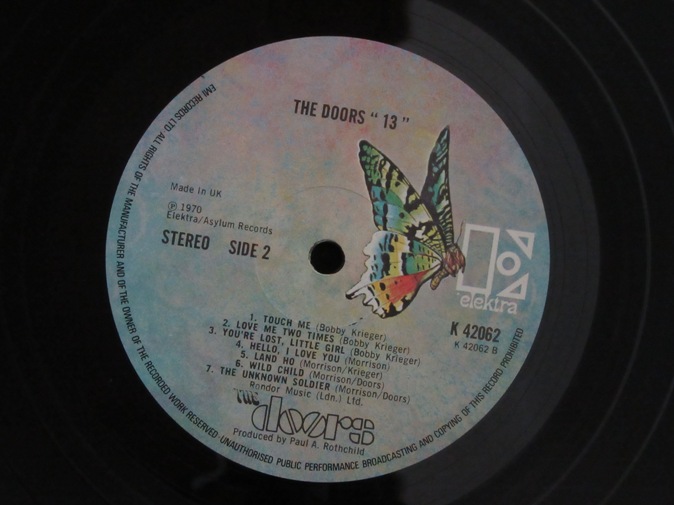 THE DOORS “ 13 ”
Made in UK
℗ 1970
Elektra/Asylum Records
STEREO SIDE 2
elektra
K 42062
K 42062 B
1. TOUCH ME (Bobby Krieger)
2. LOVE ME TWO TIMES (Bobby Krieger)
3. YOU'RE LOST, LITTLE GIRL (Bobby Krieger)
4. HELLO, I LOVE YOU (Morrison)
5. LAND HO (Morrison/Krieger)
6. WILD CHILD (Morrison/Doors)
7. THE UNKNOWN SOLDIER (Morrison/Doors)
Rondor Music (Ldn.) Ltd.
THE
doors
Produced by Paul A. Rothchild
EMI RECORDS LTD ALL RIGHTS OF THE MANUFACTURER AND OF THE OWNER OF THE RECORDED WORK RESERVED UNAUTHORISED PUBLIC PERFORMANCE BROADCASTING AND COPYING OF THIS RECORD PROHIBITED